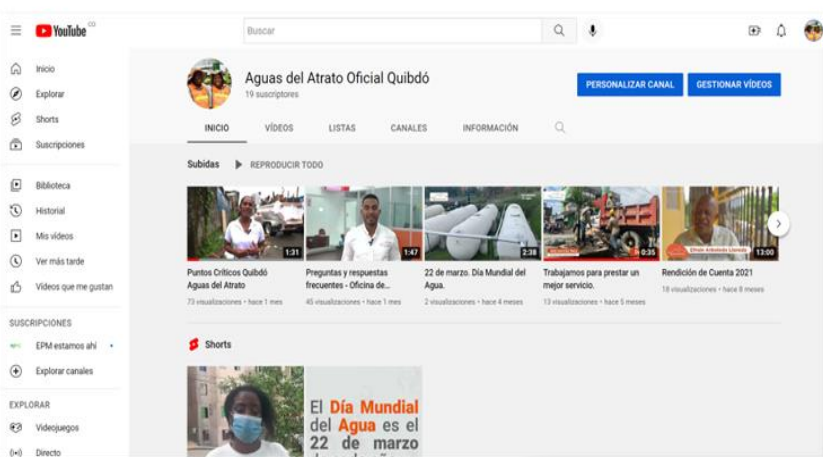 YouTube CO
Buscar
Inicio
Explorar
Shorts
Suscripciones
Biblioteca
Historial
Mis vídeos
Ver más tarde
Vídeos que me gustan
SUSCRIPCIONES
EPM estamos ahí
Explorar canales
EXPLORAR
Videojuegos
Directo
Aguas del Atrato Oficial Quibdó
19 suscriptores
PERSONALIZAR CANAL
GESTIONAR VÍDEOS
INICIO VÍDEOS LISTAS CANALES INFORMACIÓN
Subidas REPRODUCIR TODO
1:31
Puntos Críticos Quibdó
Aguas del Atrato
73 visualizaciones • hace 1 mes
1:47
Preguntas y respuestas
frecuentes - Oficina de...
45 visualizaciones • hace 1 mes
2:38
22 de marzo. Día Mundial del
Agua.
2 visualizaciones • hace 4 meses
0:35
Trabajamos para prestar un
mejor servicio.
13 visualizaciones • hace 5 meses
13:00
Rendición de Cuenta 2021
18 visualizaciones • hace 8 meses
Shorts
El Día Mundial
del Agua es el
22 de marzo